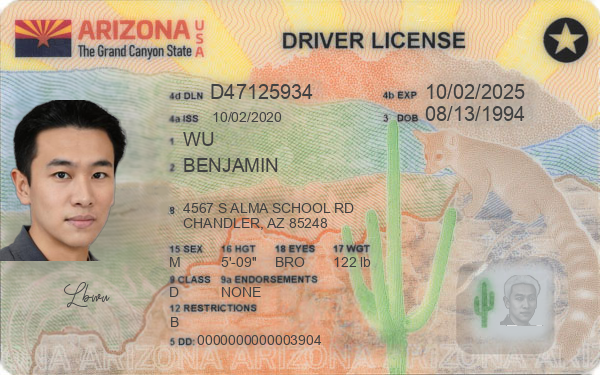 ARIZONA USA
The Grand Canyon State
DRIVER LICENSE
4d DLN D47125934 4b EXP 10/02/2025
4a ISS 10/02/2020 3 DOB 08/13/1994
1 WU
2 BENJAMIN
8 4567 S ALMA SCHOOL RD
CHANDLER, AZ 85248
15 SEX 16 HGT 18 EYES 17 WGT
M 5'-09" BRO 122 lb
9 CLASS 9a ENDORSEMENTS
D NONE
12 RESTRICTIONS
B
5 DD: 0000000000003904
Lbwu
ARIZONA ARIZONA ARIZONA ARIZONA